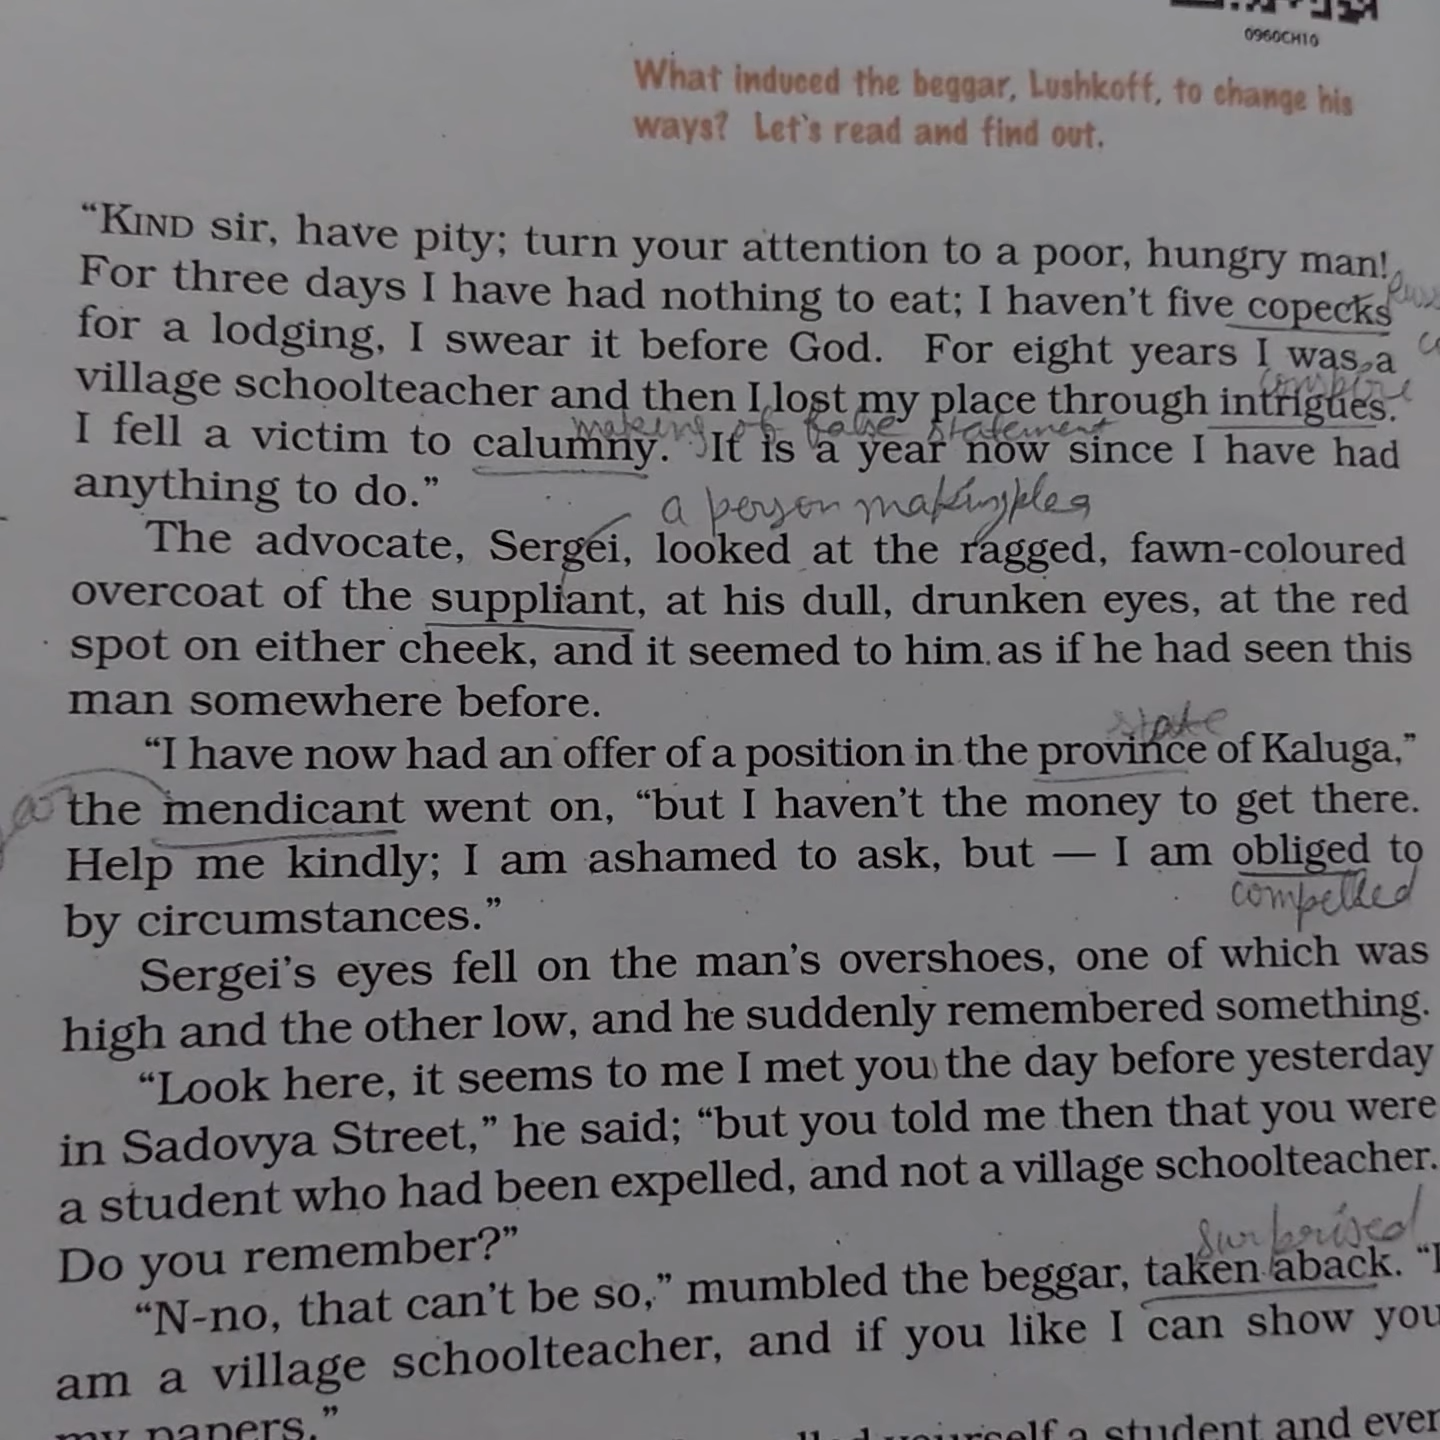 0960CH10
What induced the beggar, Lushkoff, to change his
ways? Let's read and find out.
“KIND sir, have pity; turn your attention to a poor, hungry man!
For three days I have had nothing to eat; I haven't five copecks
for a lodging, I swear it before God. For eight years I was a
conspire
village schoolteacher and then I lost my place through intrigues.
making of false statement
I fell a victim to calumny. It is a year now since I have had
anything to do.”
a person making plea
The advocate, Sergei, looked at the ragged, fawn-coloured
overcoat of the suppliant, at his dull, drunken eyes, at the red
spot on either cheek, and it seemed to him as if he had seen this
man somewhere before.
state
“I have now had an offer of a position in the province of Kaluga,”
the mendicant went on, “but I haven't the money to get there.
Help me kindly; I am ashamed to ask, but — I am obliged to
compelled
by circumstances.”
Sergei's eyes fell on the man's overshoes, one of which was
high and the other low, and he suddenly remembered something.
“Look here, it seems to me I met you the day before yesterday
in Sadovya Street,” he said; “but you told me then that you were
a student who had been expelled, and not a village schoolteacher.
Do you remember?”
surprised
“N-no, that can't be so,” mumbled the beggar, taken aback. “I
am a village schoolteacher, and if you like I can show you
my papers.”
yourself a student and even